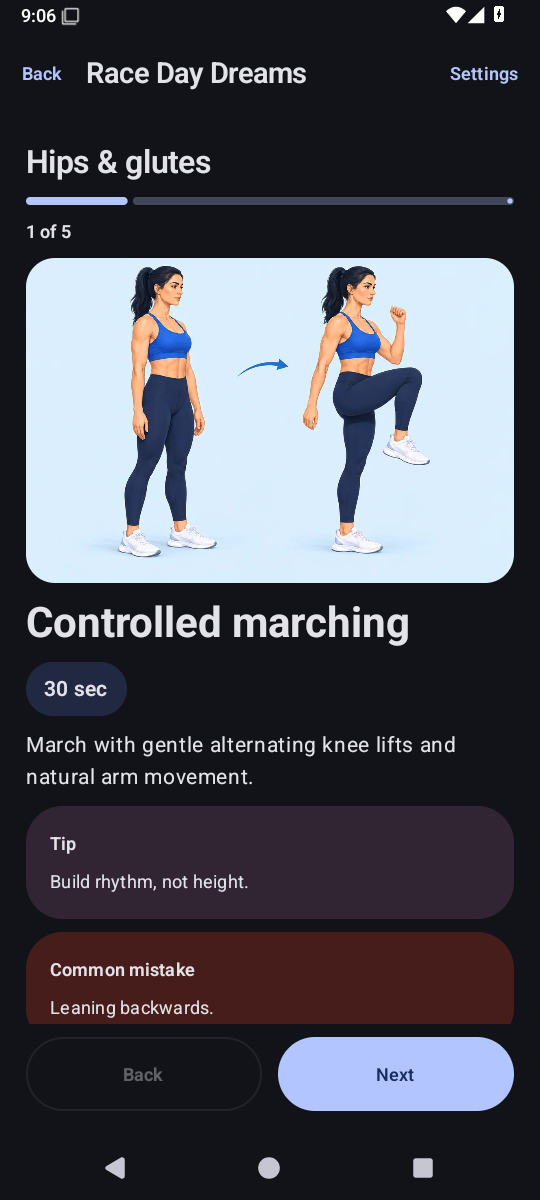 9:06
Back
Race Day Dreams
Settings
Hips & glutes
1 of 5
Controlled marching
30 sec
March with gentle alternating knee lifts and
natural arm movement.
Tip
Build rhythm, not height.
Common mistake
Leaning backwards.
Back
Next